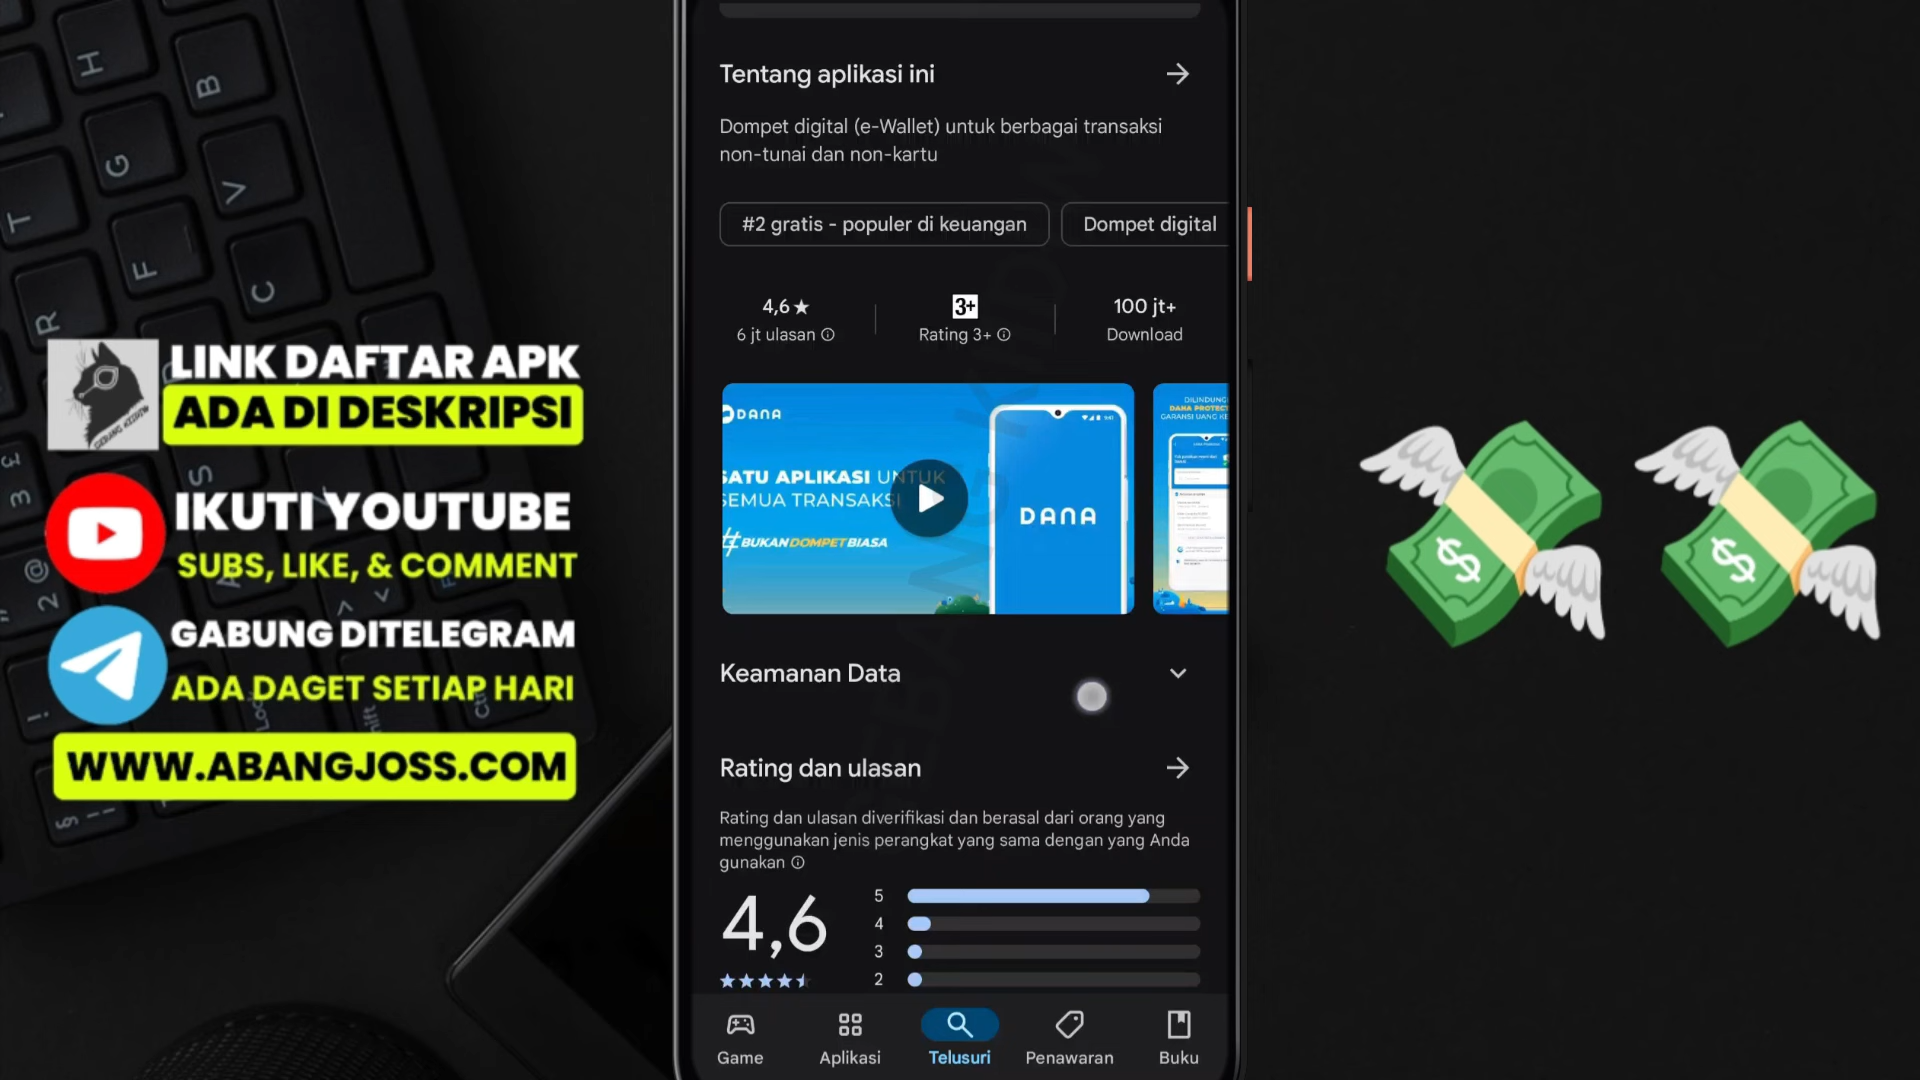 LINK DAFTAR APK
ADA DI DESKRIPSI
IKUTI YOUTUBE
SUBS, LIKE, & COMMENT
GABUNG DITELEGRAM
ADA DAGET SETIAP HARI
WWW.ABANGJOSS.COM
Tentang aplikasi ini
Dompet digital (e-Wallet) untuk berbagai transaksi
non-tunai dan non-kartu
#2 gratis - populer di keuangan
Dompet digital
4,6★
6 jt ulasan
3+
Rating 3+
100 jt+
Download
DANA
SATU APLIKASI UNTUK
SEMUA TRANSAKSI
#BUKANDOMPETBIASA
DANA
Keamanan Data
Rating dan ulasan
Rating dan ulasan diverifikasi dan berasal dari orang yang
menggunakan jenis perangkat yang sama dengan yang Anda
gunakan
4,6
5
4
3
2
Game
Aplikasi
Telusuri
Penawaran
Buku